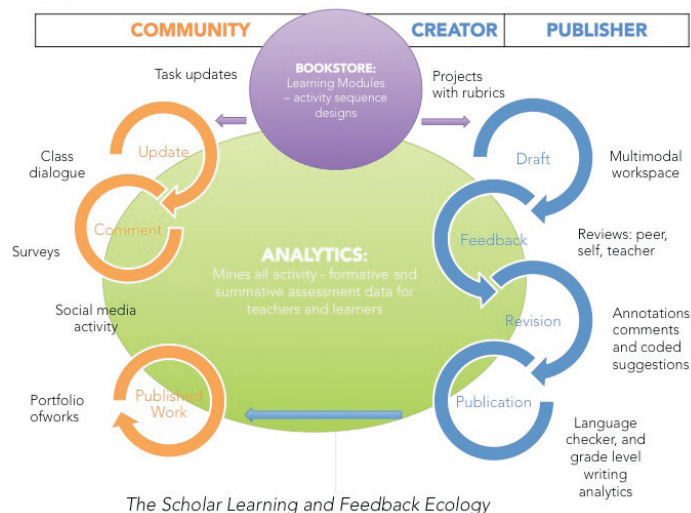 COMMUNITY
CREATOR
PUBLISHER
BOOKSTORE:
Learning Modules
– activity sequence
designs
Task updates
Projects
with rubrics
Update
Draft
Class
dialogue
Multimodal
workspace
Comment
Feedback
Surveys
Reviews: peer,
self, teacher
ANALYTICS:
Mines all activity - formative and
summative assessment data for
teachers and learners
Social media
activity
Revision
Annotations
comments
and coded
suggestions
Portfolio
ofworks
Published
Work
Publication
Language
checker, and
grade level
writing
analytics
The Scholar Learning and Feedback Ecology